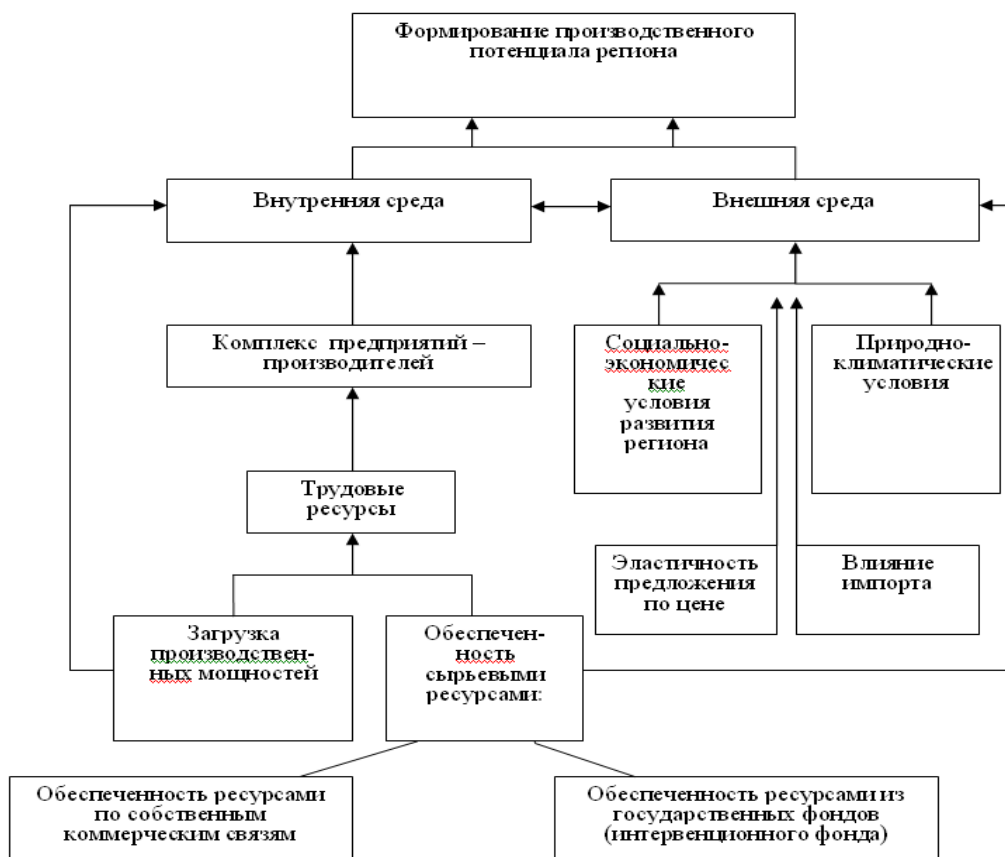 Формирование производственного
потенциала региона
Внутренняя среда
Внешняя среда
Комплекс предприятий –
производителей
Социально-
экономичес
кие
условия
развития
региона
Природно-
климатические
условия
Трудовые
ресурсы
Эластичность
предложения
по цене
Влияние
импорта
Загрузка
производствен-
ных мощностей
Обеспечен-
ность
сырьевыми
ресурсами:
Обеспеченность ресурсами
по собственным
коммерческим связям
Обеспеченность ресурсами из
государственных фондов
(интервенционного фонда)